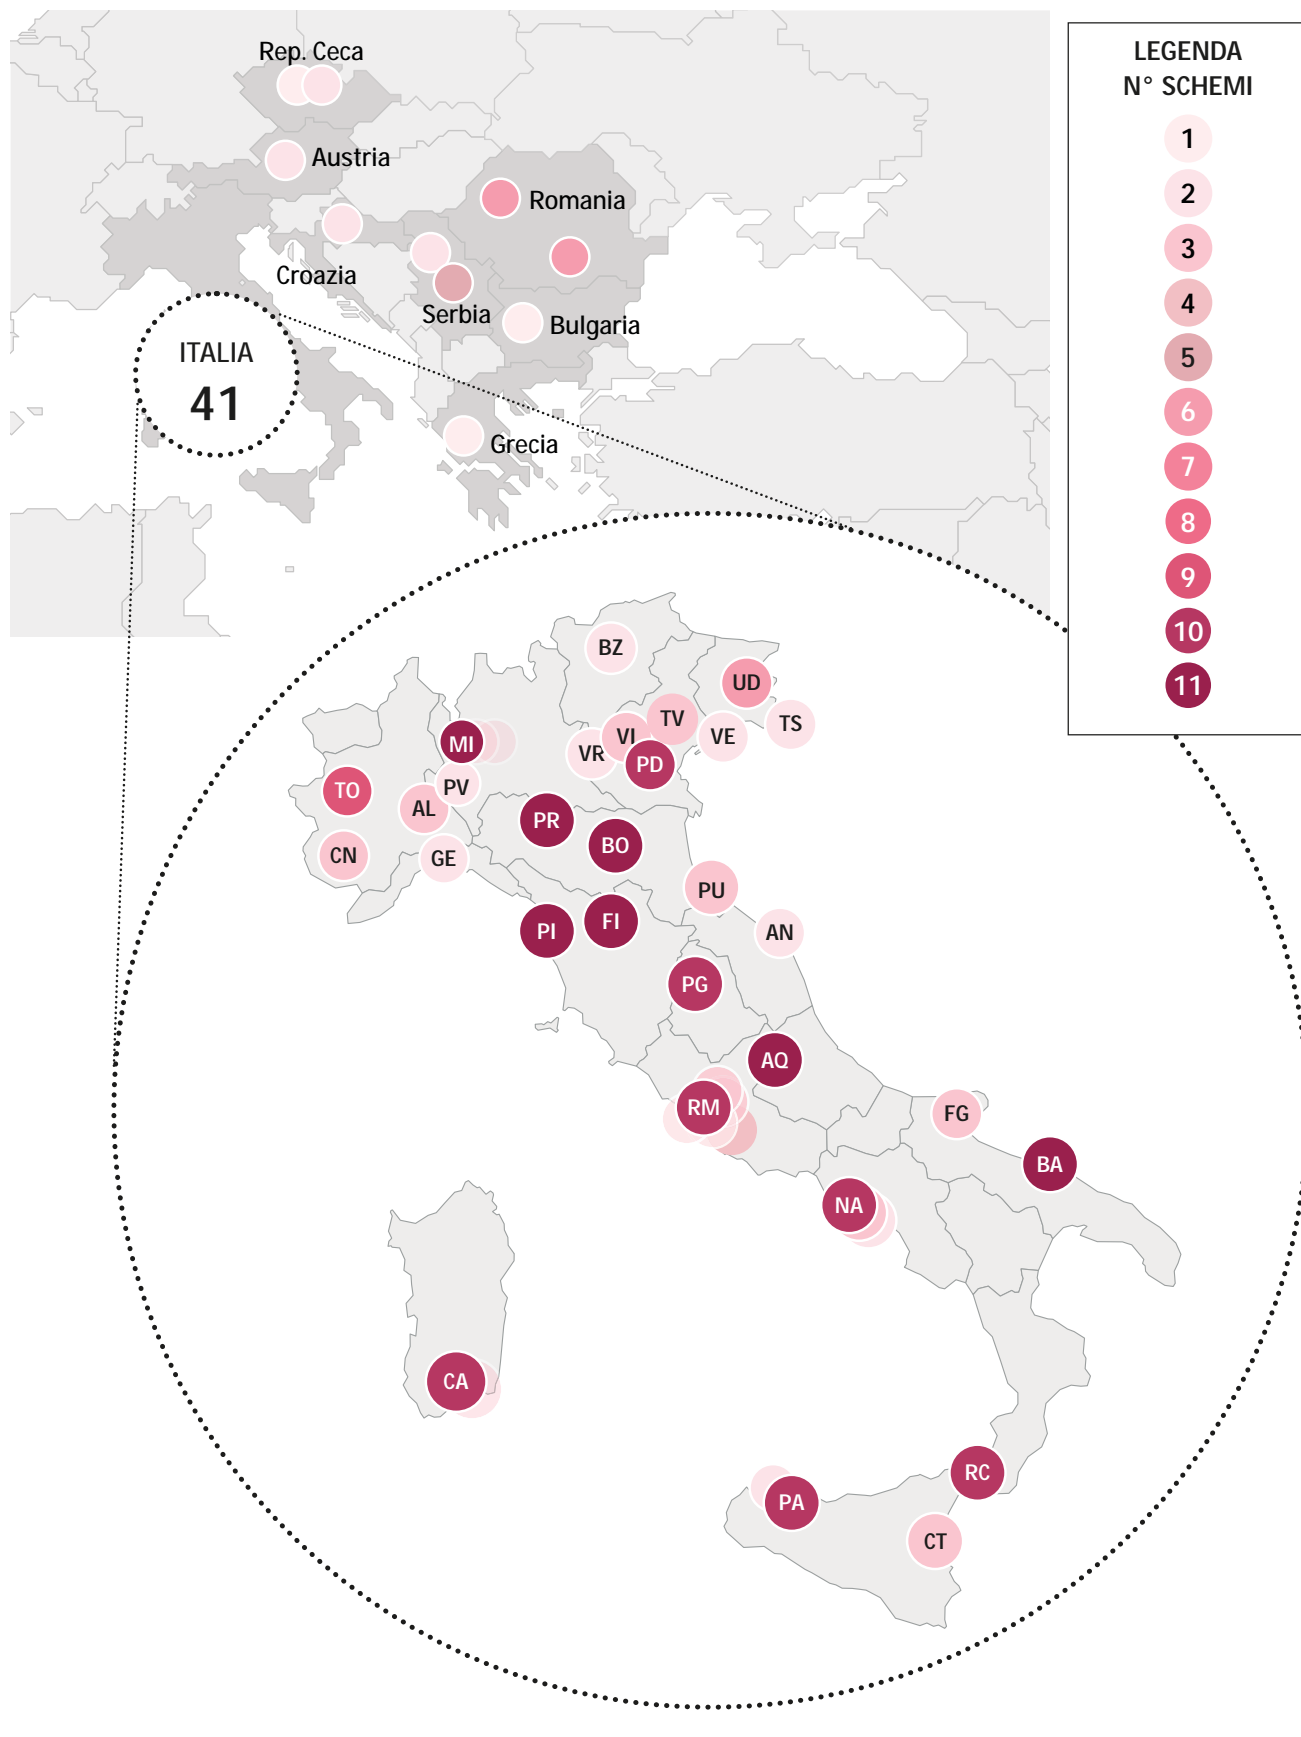 Rep. Ceca
Austria
Romania
Croazia
Serbia
Bulgaria
Grecia
ITALIA
41
LEGENDA
N° SCHEMI
1
2
3
4
5
6
7
8
9
10
11
BZ
UD
TV
TS
VI
VE
MI
VR
PD
PV
TO
AL
PR
BO
CN
GE
PU
FI
PI
AN
PG
AQ
RM
FG
BA
NA
CA
RC
PA
CT